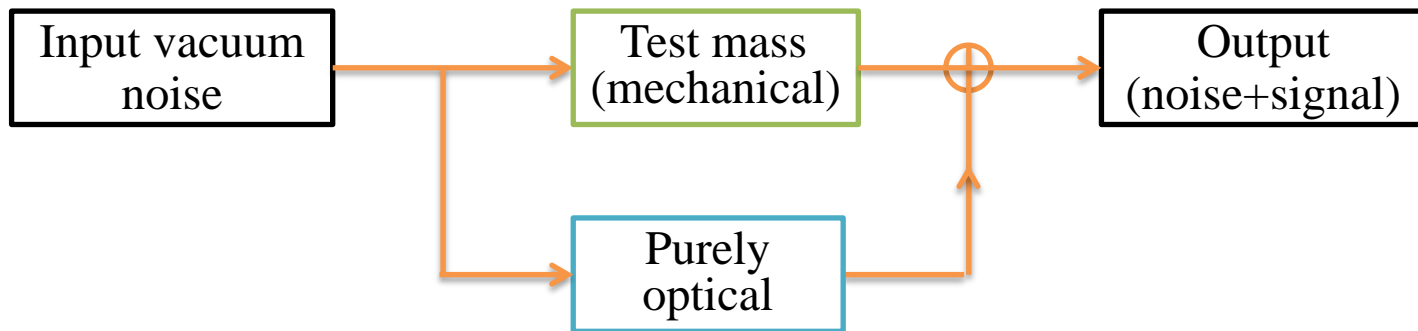 Input vacuum
noise
Test mass
(mechanical)
Output
(noise+signal)
Purely
optical